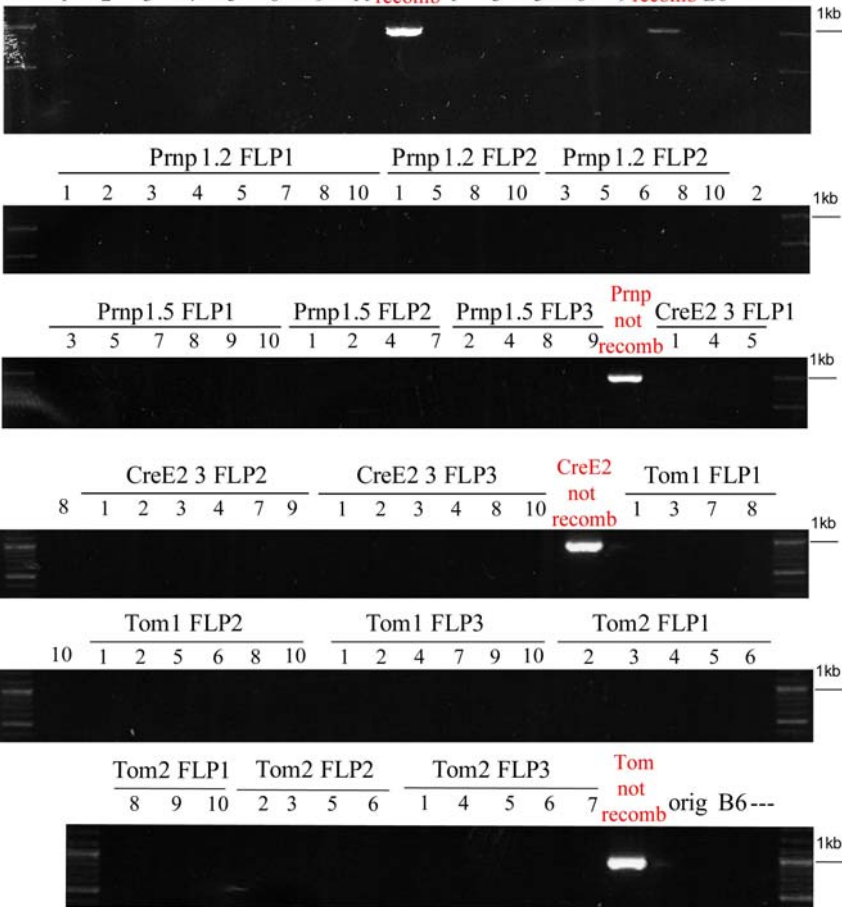 recomb
1kb
Prnp 1.2 FLP1 Prnp 1.2 FLP2 Prnp 1.2 FLP2
1 2 3 4 5 7 8 10 1 5 8 10 3 5 6 8 10 2
1kb
Prnp1.5 FLP1 Prnp1.5 FLP2 Prnp1.5 FLP3 Prnp not recomb CreE2 3 FLP1
3 5 7 8 9 10 1 2 4 7 2 4 8 9 1 4 5
1kb
CreE2 3 FLP2 CreE2 3 FLP3 CreE2 not recomb Tom1 FLP1
8 1 2 3 4 7 9 1 2 3 4 8 10 1 3 7 8
1kb
Tom1 FLP2 Tom1 FLP3 Tom2 FLP1
10 1 2 5 6 8 10 1 2 4 7 9 10 2 3 4 5 6
1kb
Tom2 FLP1 Tom2 FLP2 Tom2 FLP3 Tom not recomb
8 9 10 2 3 5 6 1 4 5 6 7 orig B6 ---
1kb